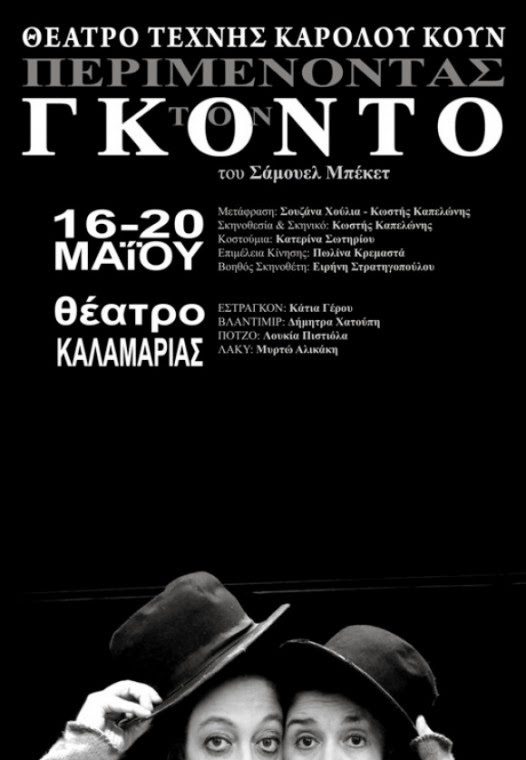 ΘΕΑΤΡΟ ΤΕΧΝΗΣ ΚΑΡΟΛΟΥ ΚΟΥΝ
ΠΕΡΙΜΕΝΟΝΤΑΣ
ΤΟΝ
ΓΚΟΝΤΟ
του Σάμουελ Μπέκετ
16-20
ΜΑΪΟΥ
Μετάφραση: Σουζάνα Χούλια - Κωστής Καπελώνης
Σκηνοθεσία & Σκηνικό: Κωστής Καπελώνης
Κοστούμια: Κατερίνα Σωτηρίου
Επιμέλεια Κίνησης: Πωλίνα Κρεμαστά
Βοηθός Σκηνοθέτη: Ειρήνη Στρατηγοπούλου
θέατρο
ΚΑΛΑΜΑΡΙΑΣ
ΕΣΤΡΑΓΚΟΝ: Κάτια Γέρου
ΒΛΑΝΤΙΜΙΡ: Δήμητρα Χατούπη
ΠΟΤΖΟ: Λουκία Πιστιόλα
ΛΑΚΥ: Μυρτώ Αλικάκη